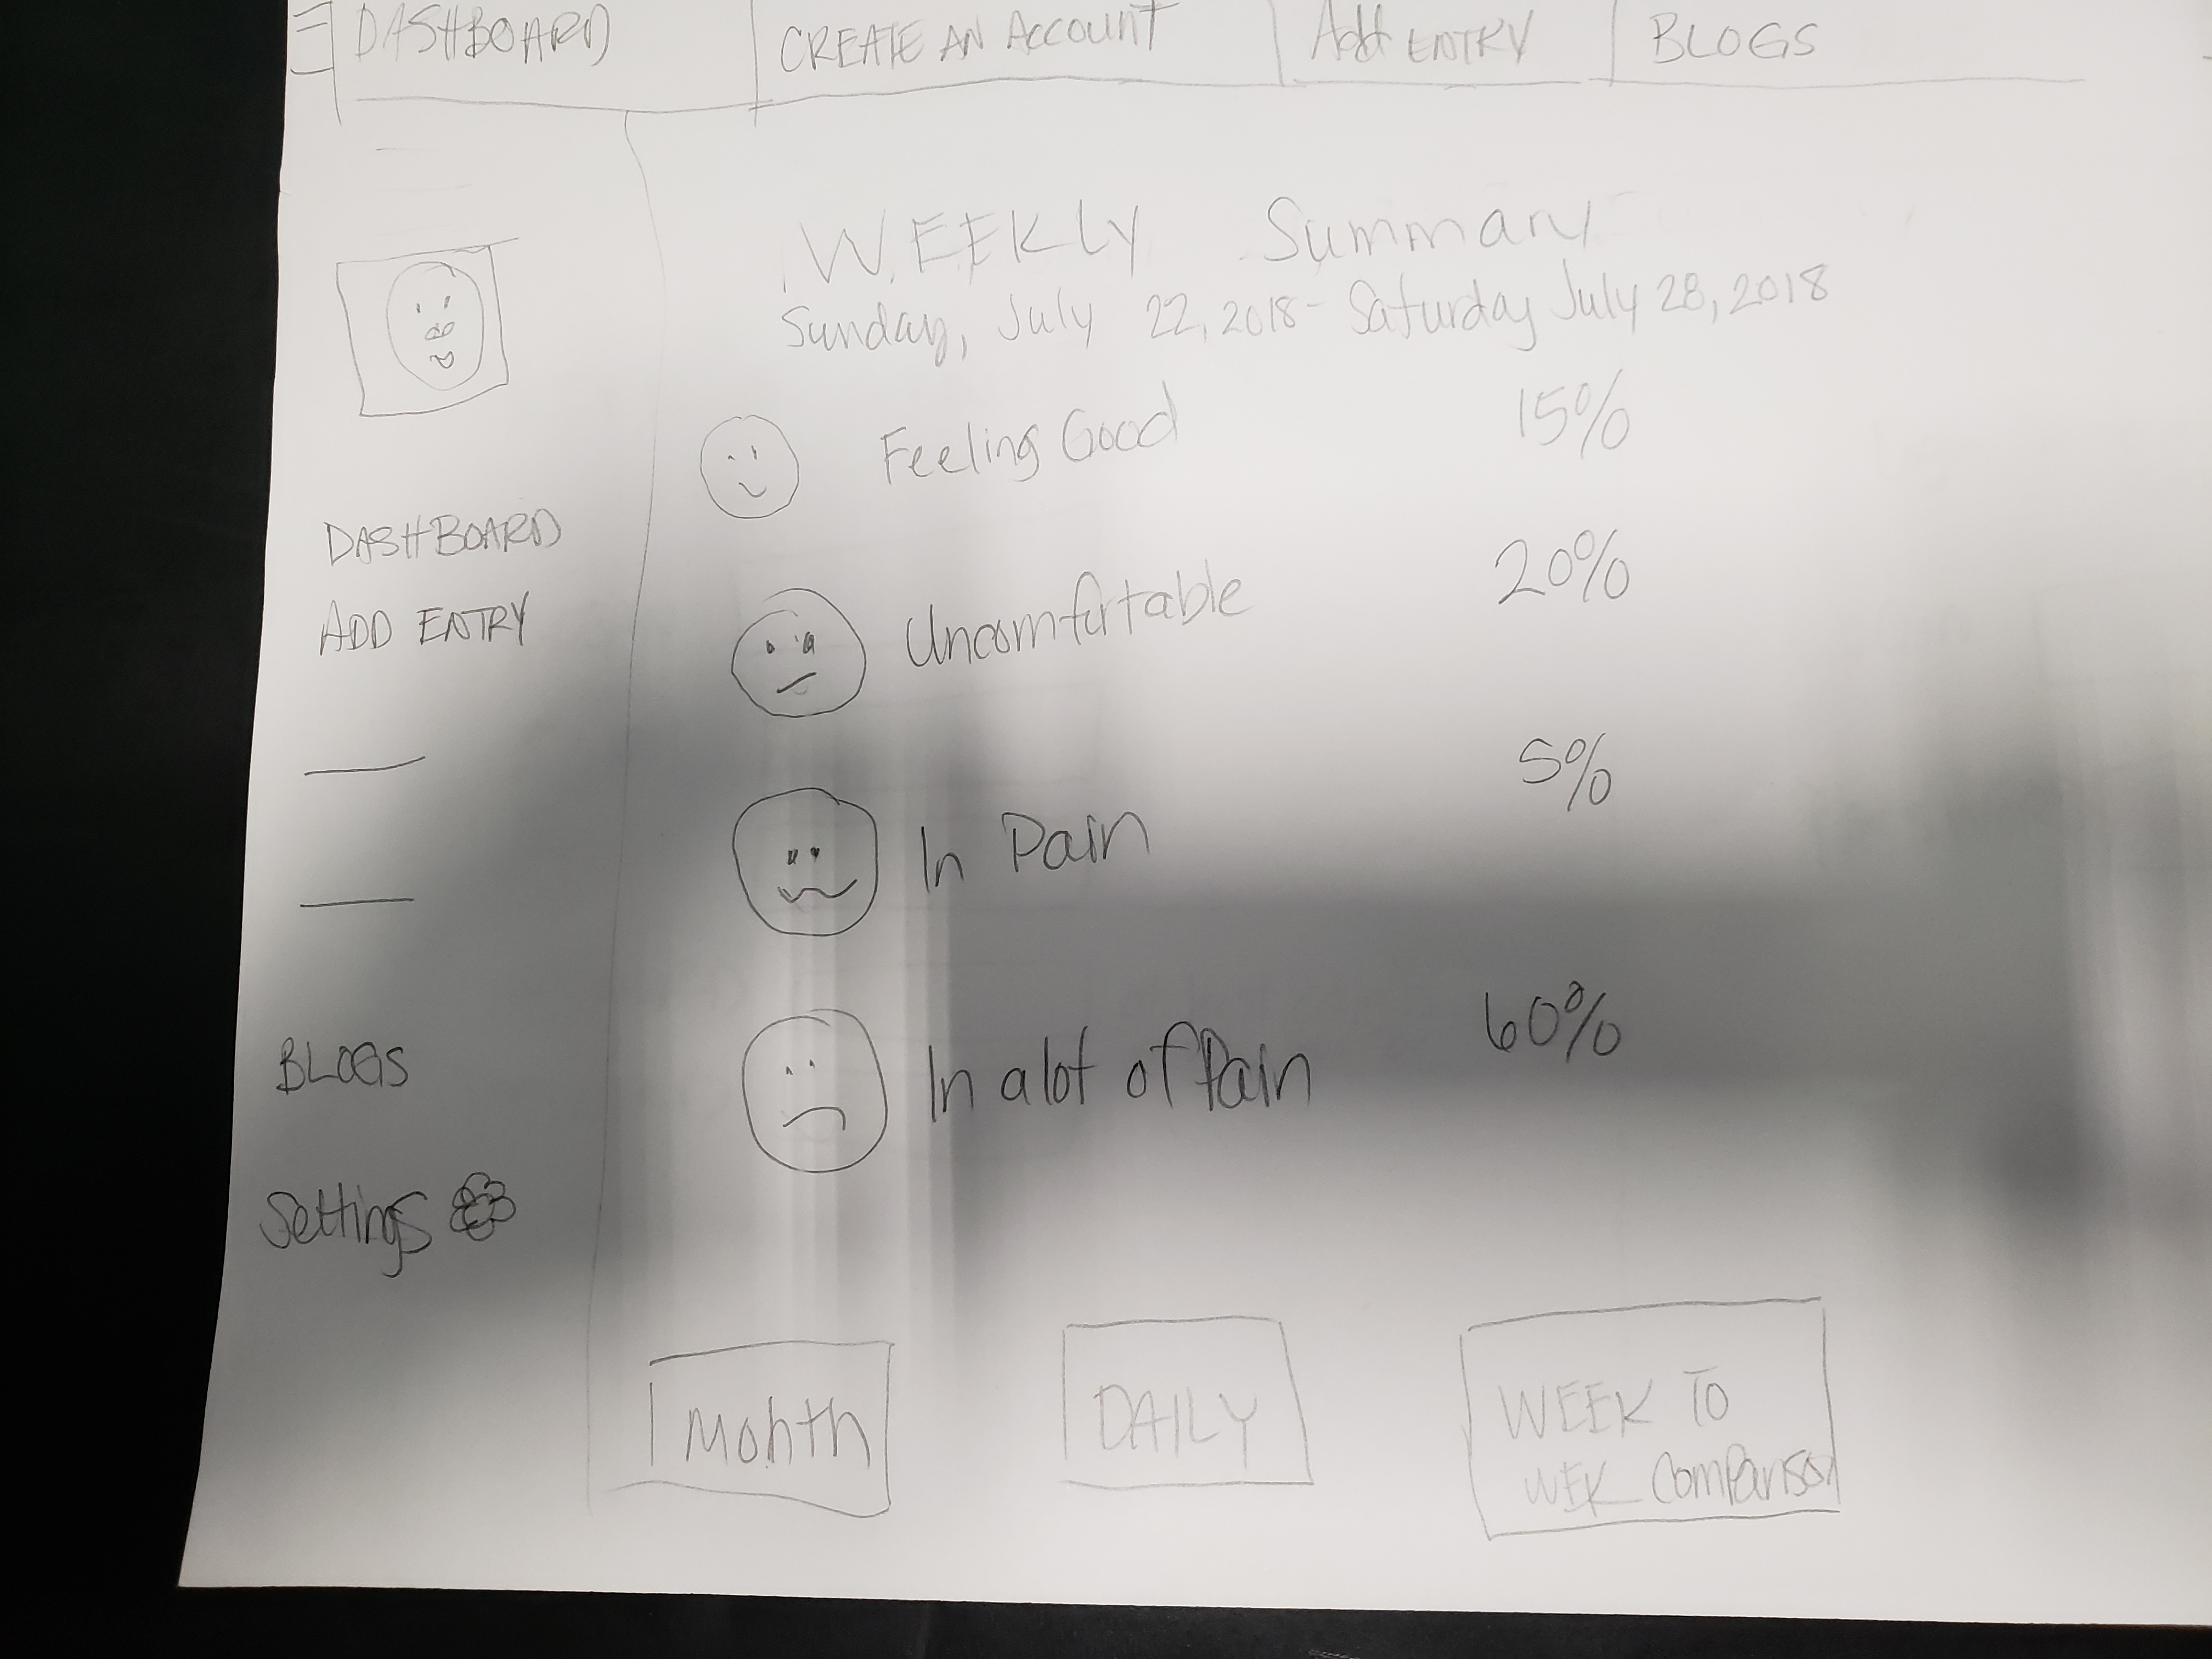 DASHBOARD CREATE AN ACCOUNT Add ENTRY BLOGS
WEEKLY Summary
Sunday, July 22, 2018 - Saturday July 28, 2018
DASHBOARD
ADD ENTRY
BLOGS
Settings
Feeling Good 15%
Uncomfortable 20%
In Pain 5%
In a lot of Pain 60%
1 Month
DAILY
WEEK TO
WEEK Comparison